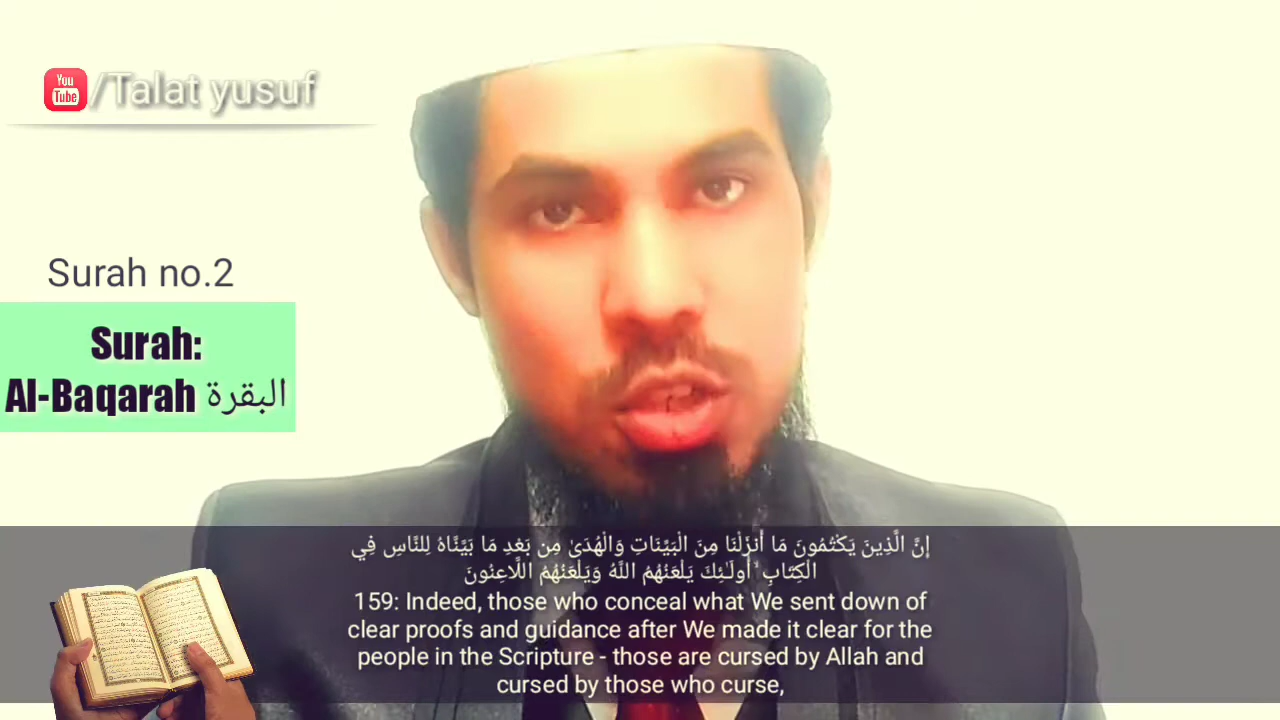 You
Tube
/Talat yusuf
Surah no.2
Surah:
Al-Baqarah البقرة
إِنَّ الَّذِينَ يَكْتُمُونَ مَا أَنزَلْنَا مِنَ الْبَيِّنَاتِ وَالْهُدَىٰ مِن بَعْدِ مَا بَيَّنَّاهُ لِلنَّاسِ فِي
الْكِتَابِ ۙ أُولَـٰئِكَ يَلْعَنُهُمُ اللَّهُ وَيَلْعَنُهُمُ اللَّاعِنُونَ
159: Indeed, those who conceal what We sent down of
clear proofs and guidance after We made it clear for the
people in the Scripture - those are cursed by Allah and
cursed by those who curse,